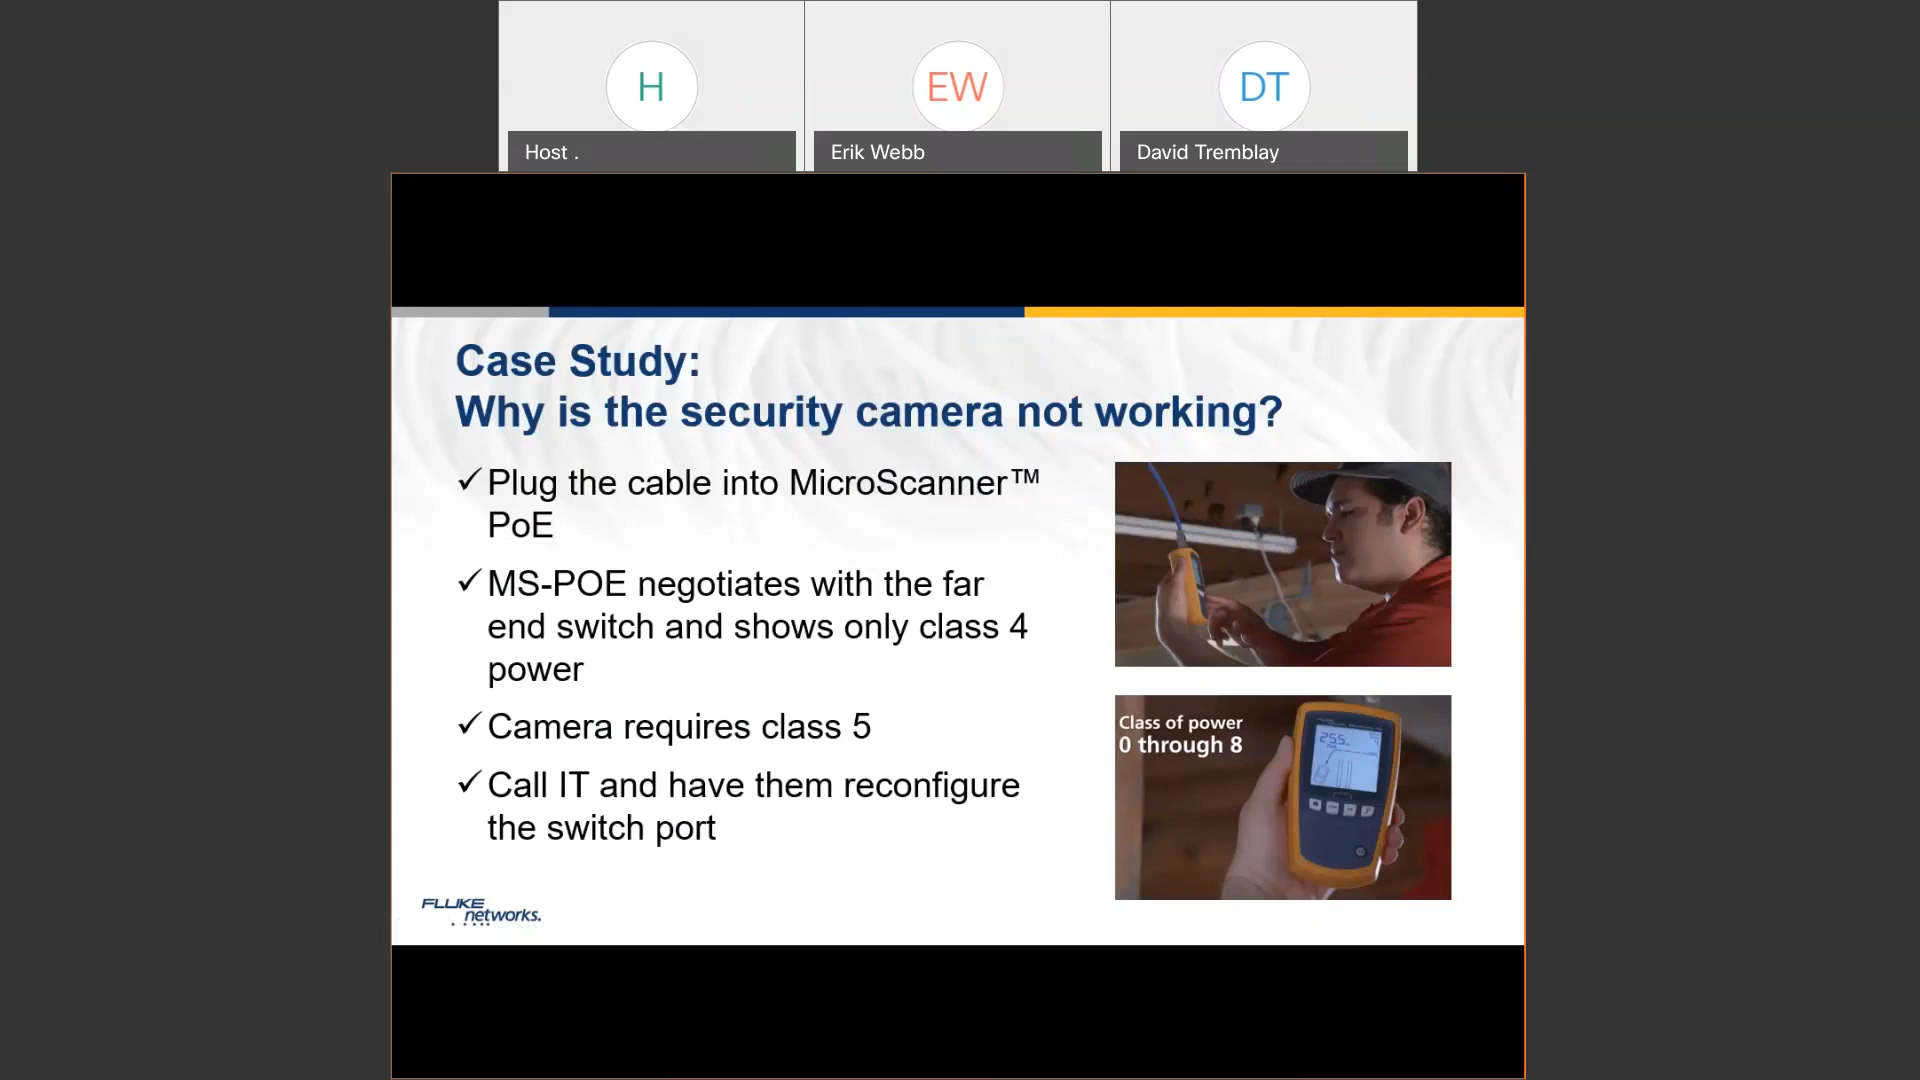 H
EW
DT
Host .
Erik Webb
David Tremblay
Case Study:
Why is the security camera not working?
✓ Plug the cable into MicroScanner™
PoE
✓ MS-POE negotiates with the far
end switch and shows only class 4
power
✓ Camera requires class 5
✓ Call IT and have them reconfigure
the switch port
Class of power
0 through 8
25.5
FLUKE
networks.